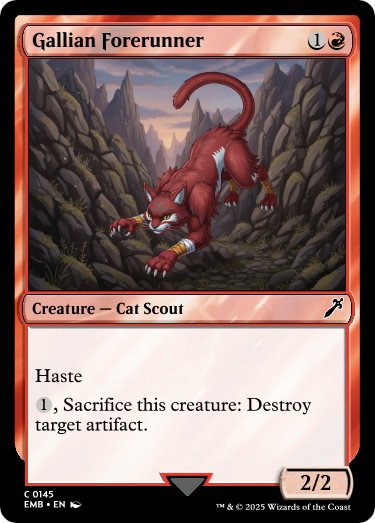 Gallian Forerunner 1
Creature — Cat Scout
Haste
1, Sacrifice this creature: Destroy
target artifact.
2/2
C 0145
EMB • EN
™ & © 2025 Wizards of the Coast